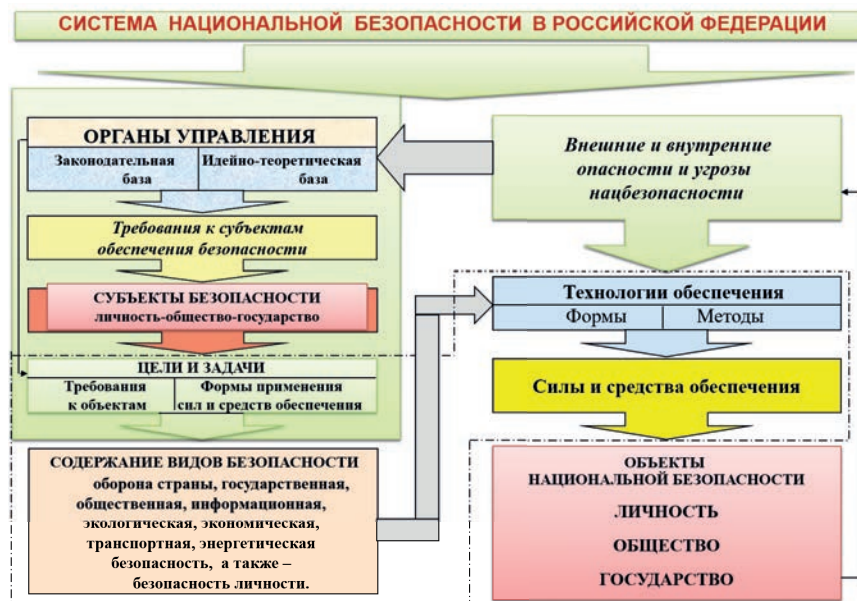 СИСТЕМА НАЦИОНАЛЬНОЙ БЕЗОПАСНОСТИ В РОССИЙСКОЙ ФЕДЕРАЦИИ
ОРГАНЫ УПРАВЛЕНИЯ
Законодательная база
Идейно-теоретическая база
Требования к субъектам
обеспечения безопасности
СУБЪЕКТЫ БЕЗОПАСНОСТИ
личность-общество-государство
ЦЕЛИ И ЗАДАЧИ
Требования
к объектам
Формы применения
сил и средств обеспечения
СОДЕРЖАНИЕ ВИДОВ БЕЗОПАСНОСТИ
оборона страны, государственная,
общественная, информационная,
экологическая, экономическая,
транспортная, энергетическая
безопасность, а также –
безопасность личности.
Внешние и внутренние
опасности и угрозы
нацбезопасности
Технологии обеспечения
Формы
Методы
Силы и средства обеспечения
ОБЪЕКТЫ
НАЦИОНАЛЬНОЙ БЕЗОПАСНОСТИ
ЛИЧНОСТЬ
ОБЩЕСТВО
ГОСУДАРСТВО